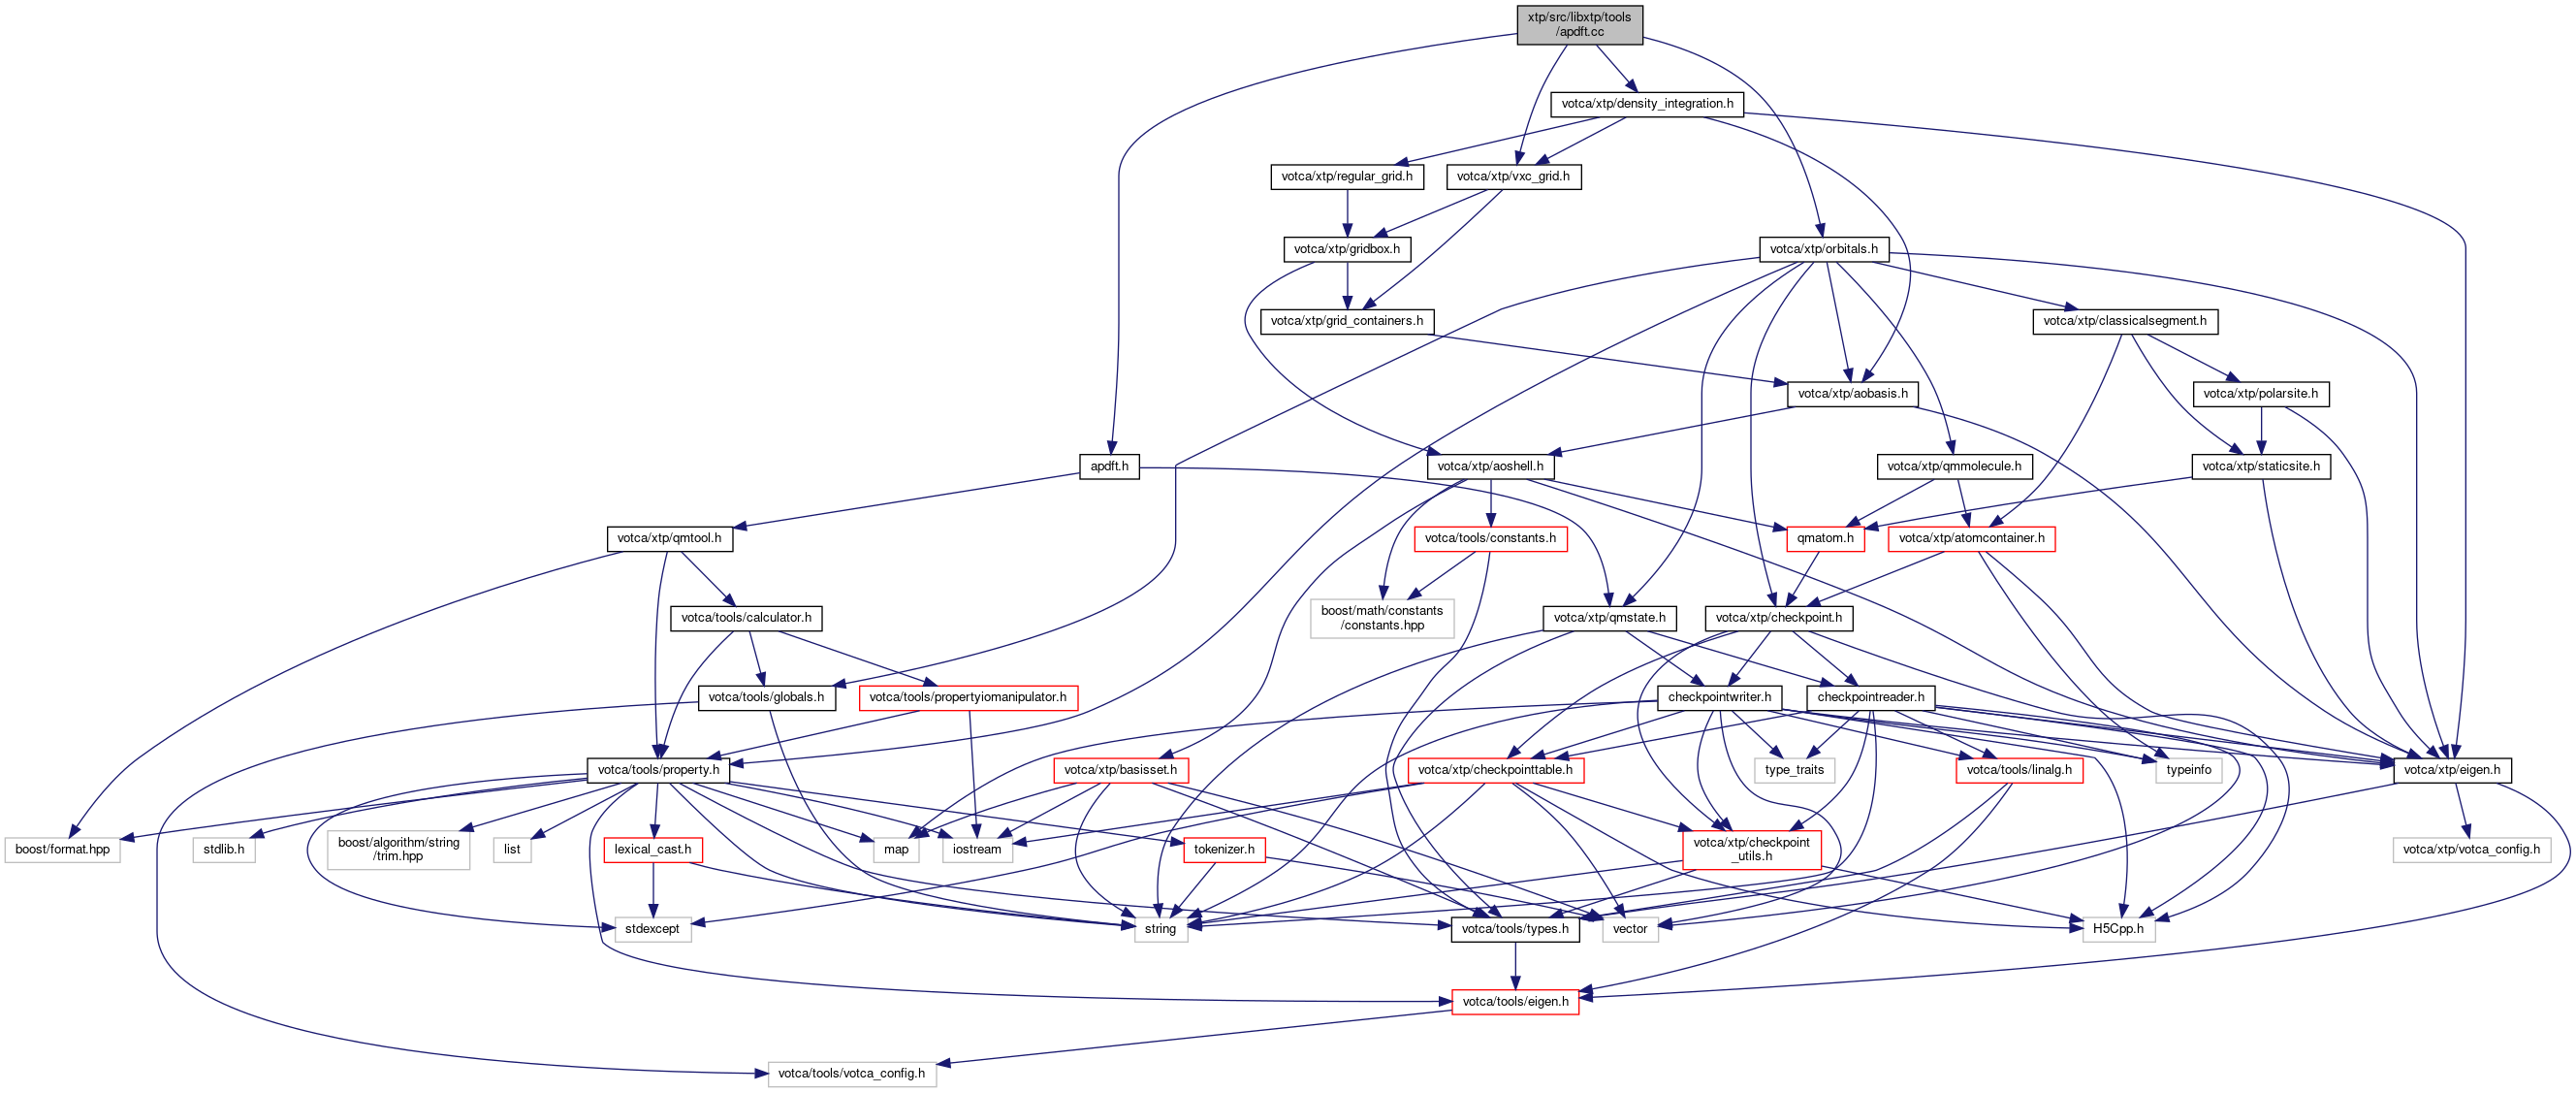 xtp/src/libxtp/tools
/apdft.cc
votca/xtp/density_integration.h
votca/xtp/regular_grid.h
votca/xtp/vxc_grid.h
votca/xtp/gridbox.h
votca/xtp/orbitals.h
votca/xtp/grid_containers.h
votca/xtp/classicalsegment.h
votca/xtp/aobasis.h
votca/xtp/polarsite.h
apdft.h
votca/xtp/aoshell.h
votca/xtp/qmmolecule.h
votca/xtp/staticsite.h
votca/xtp/qmtool.h
votca/tools/constants.h
qmatom.h
votca/xtp/atomcontainer.h
votca/tools/calculator.h
boost/math/constants
/constants.hpp
votca/xtp/qmstate.h
votca/xtp/checkpoint.h
votca/tools/globals.h
votca/tools/propertyiomanipulator.h
checkpointwriter.h
checkpointreader.h
votca/tools/property.h
votca/xtp/basisset.h
votca/xtp/checkpointtable.h
type_traits
votca/tools/linalg.h
typeinfo
votca/xtp/eigen.h
boost/format.hpp
stdlib.h
boost/algorithm/string
/trim.hpp
list
lexical_cast.h
map
iostream
tokenizer.h
votca/xtp/checkpoint
_utils.h
votca/xtp/votca_config.h
stdexcept
string
votca/tools/types.h
vector
H5Cpp.h
votca/tools/eigen.h
votca/tools/votca_config.h